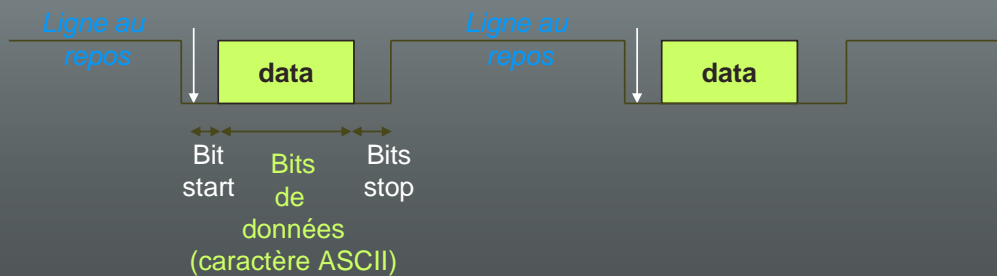 Ligne au
repos
Ligne au
repos
data
data
Bit
start
Bits
de
données
(caractère ASCII)
Bits
stop